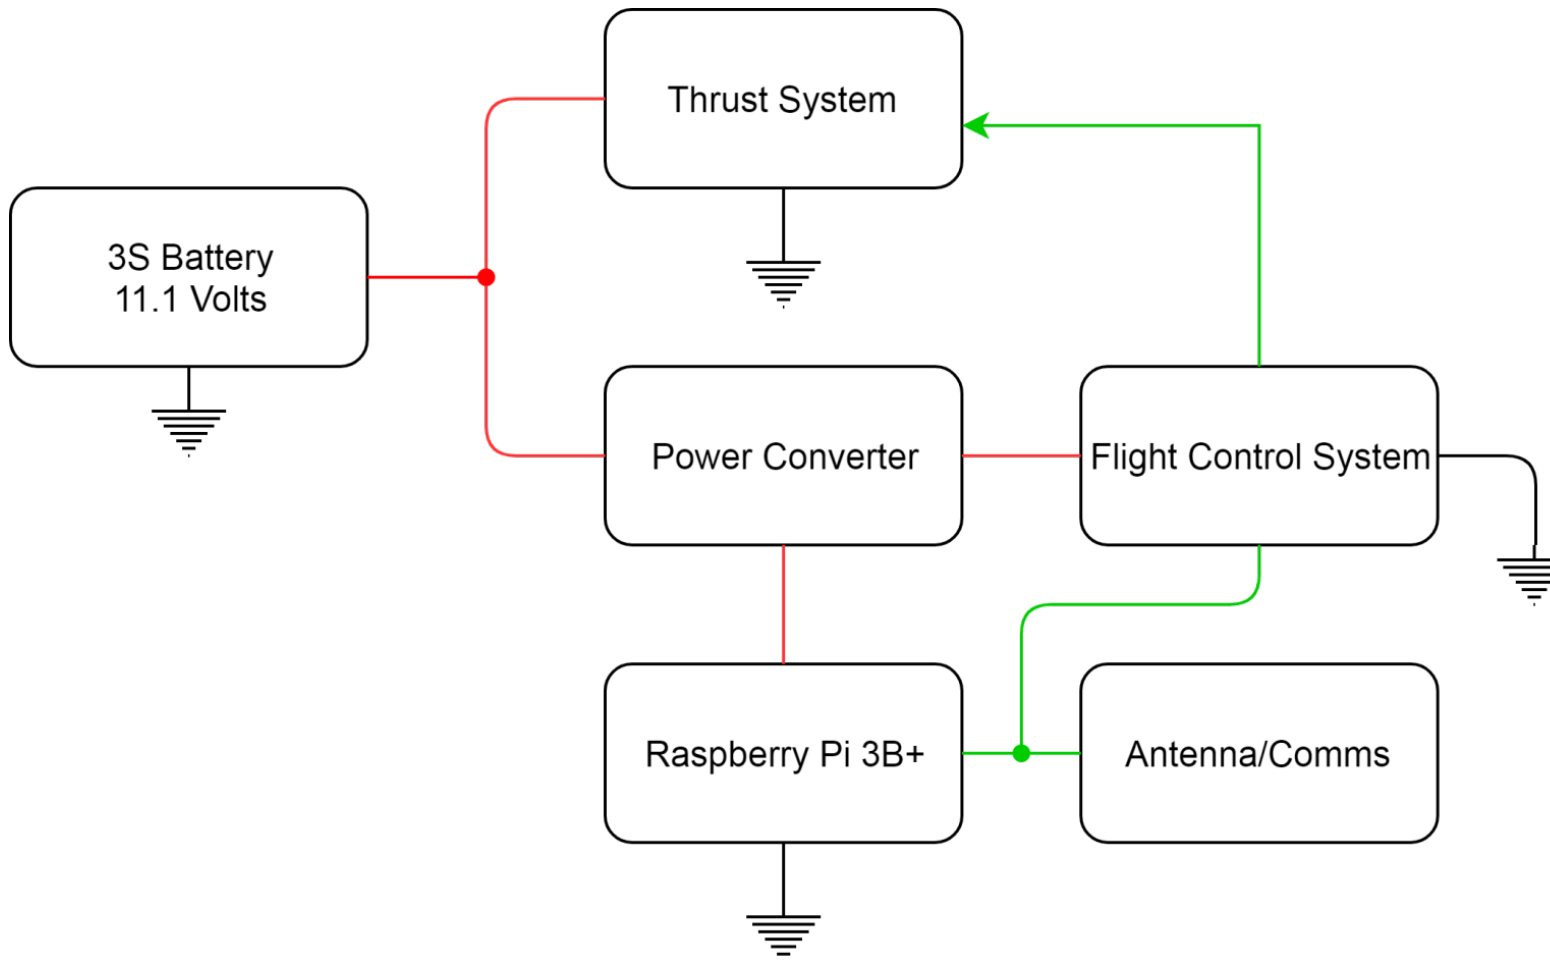 Thrust System
3S Battery
11.1 Volts
Power Converter
Flight Control System
Raspberry Pi 3B+
Antenna/Comms